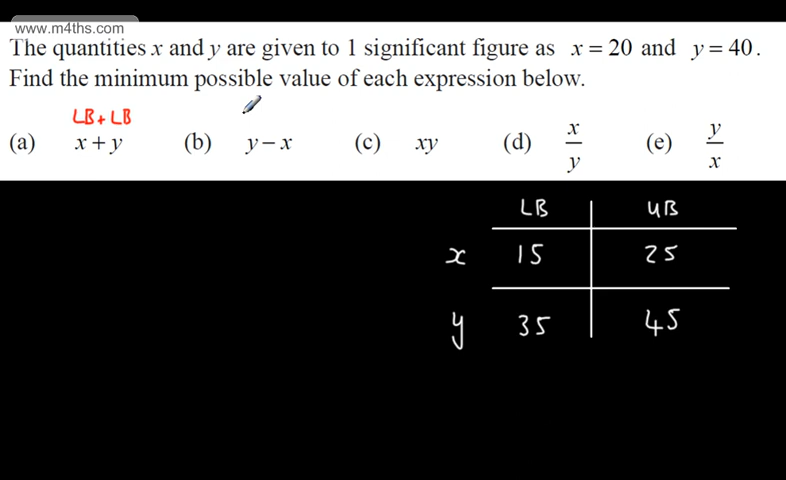 www.m4ths.com
The quantities x and y are given to 1 significant figure as x = 20 and y = 40.
Find the minimum possible value of each expression below.
LB + LB
(a) x + y (b) y − x (c) xy (d) x/y (e) y/x
LB UB
x 15 25
y 35 45